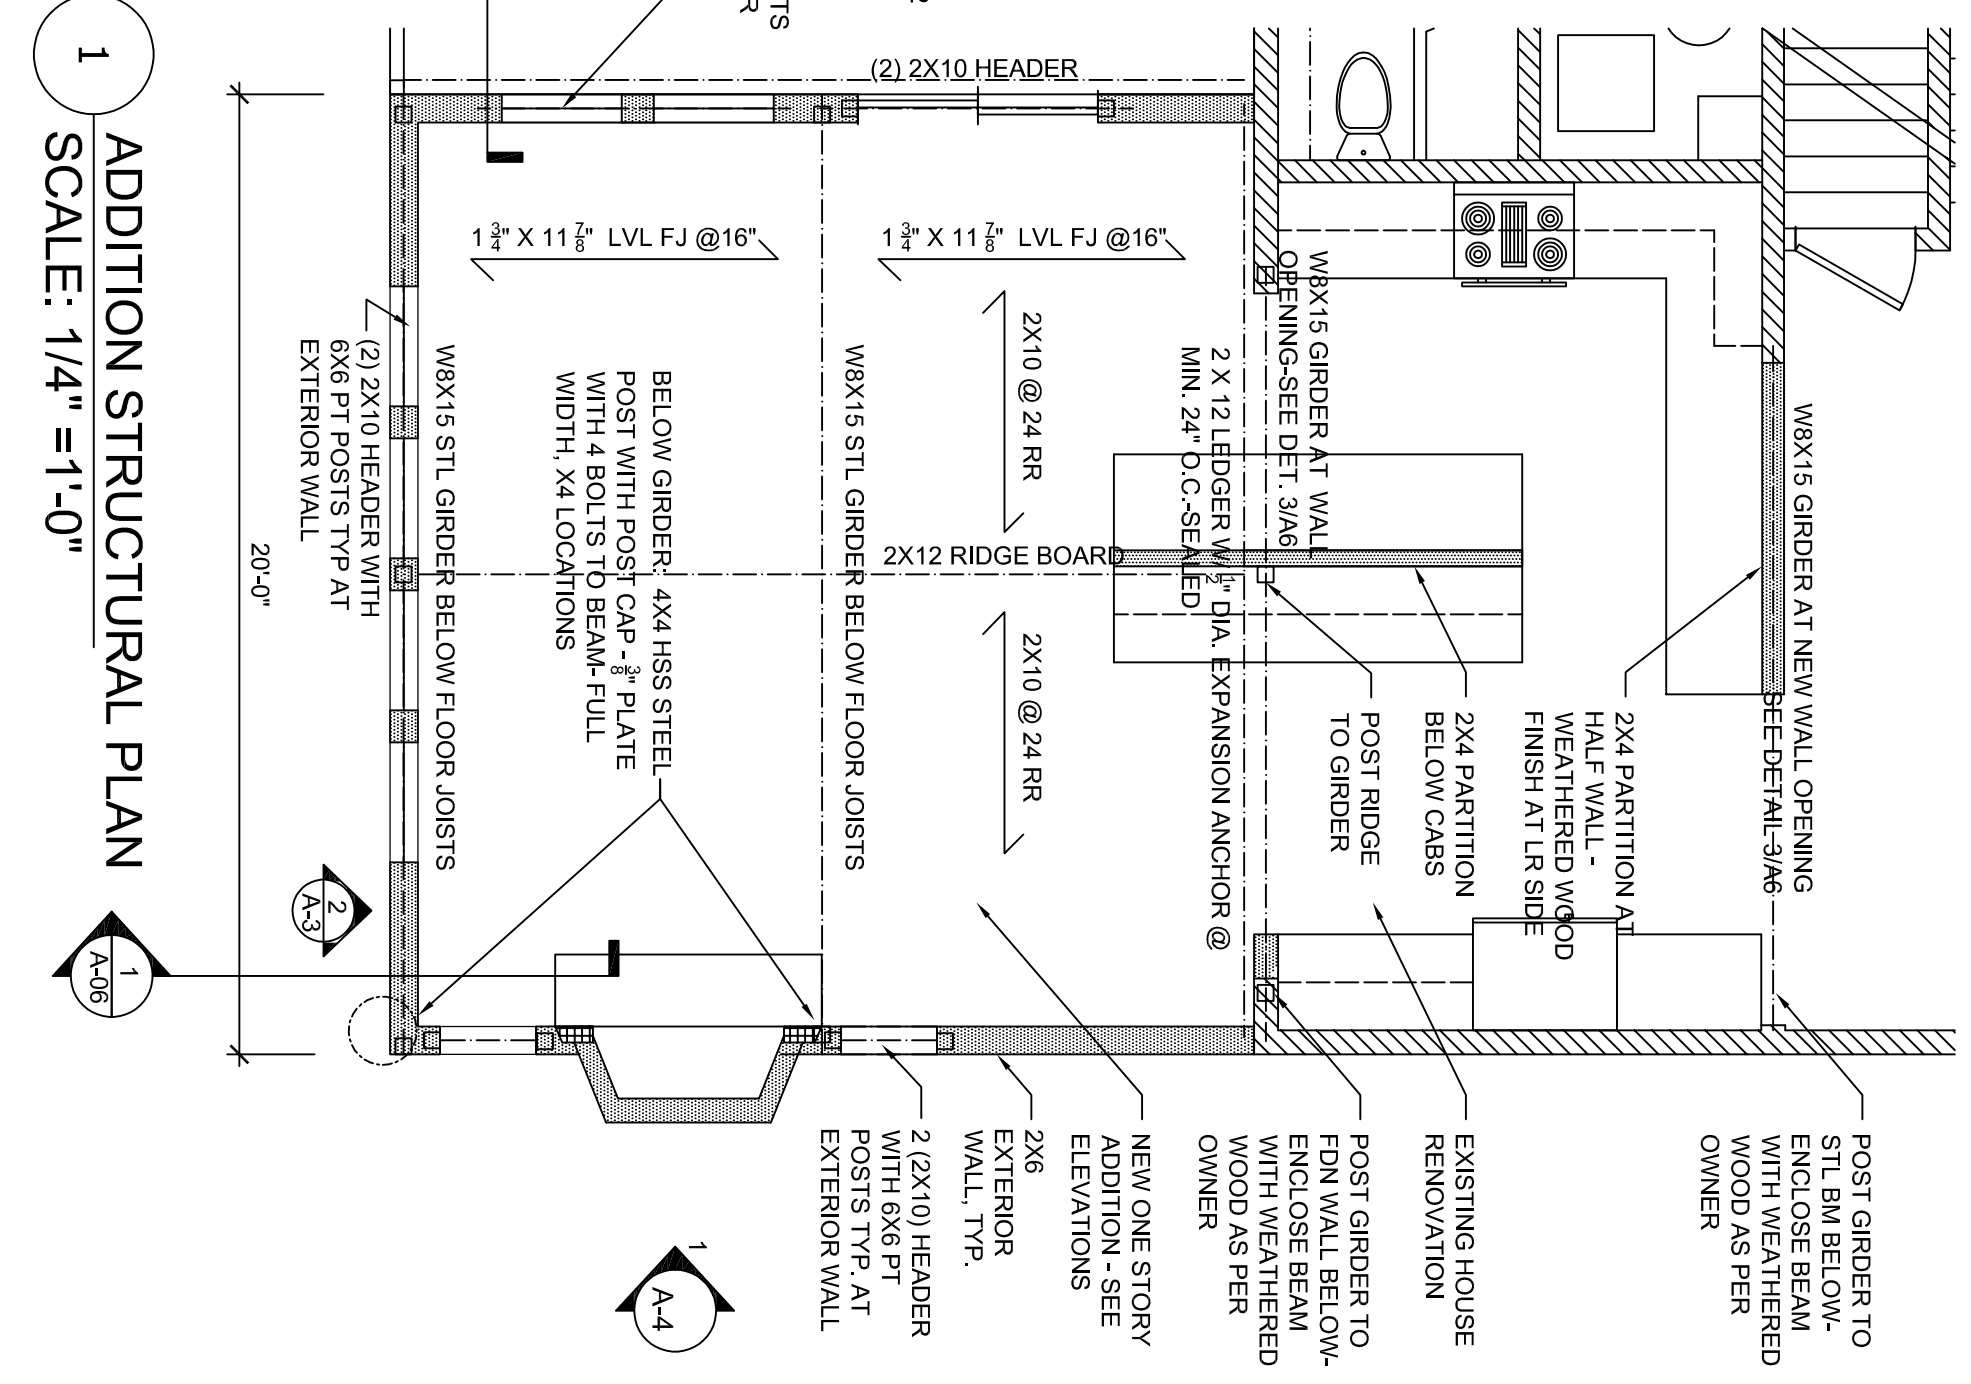 TS
R
(2) 2X10 HEADER
1 3/4" X 11 7/8" LVL FJ @16"
1 3/4" X 11 7/8" LVL FJ @16"
2X10 @ 24 RR
2X10 @ 24 RR
2X12 RIDGE BOARD
W8X15 STL GIRDER BELOW FLOOR JOISTS
W8X15 STL GIRDER BELOW FLOOR JOISTS
BELOW GIRDER: 4X4 HSS STEEL
POST WITH POST CAP - 3/8" PLATE
WITH 4 BOLTS TO BEAM- FULL
WIDTH, X4 LOCATIONS
(2) 2X10 HEADER WITH
6X6 PT POSTS TYP AT
EXTERIOR WALL
20'-0"
W8X15 GIRDER AT WALL
OPENING-SEE DET. 3/A6
2 X 12 LEDGER W/ 1/2" DIA. EXPANSION ANCHOR @
MIN. 24" O.C.-SEALED
W8X15 GIRDER AT NEW WALL OPENING
SEE DETAIL 3/A6
2X4 PARTITION AT
HALF WALL -
WEATHERED WOOD
FINISH AT LR SIDE
2X4 PARTITION
BELOW CABS
POST RIDGE
TO GIRDER
POST GIRDER TO
STL BM BELOW-
ENCLOSE BEAM
WITH WEATHERED
WOOD AS PER
OWNER
EXISTING HOUSE
RENOVATION
POST GIRDER TO
FDN WALL BELOW-
ENCLOSE BEAM
WITH WEATHERED
WOOD AS PER
OWNER
NEW ONE STORY
ADDITION - SEE
ELEVATIONS
2X6
EXTERIOR
WALL, TYP.
2 (2X10) HEADER
WITH 6X6 PT
POSTS TYP. AT
EXTERIOR WALL
1
A-4
2
A-3
1
A-06
1
ADDITION STRUCTURAL PLAN
SCALE: 1/4" =1'-0"